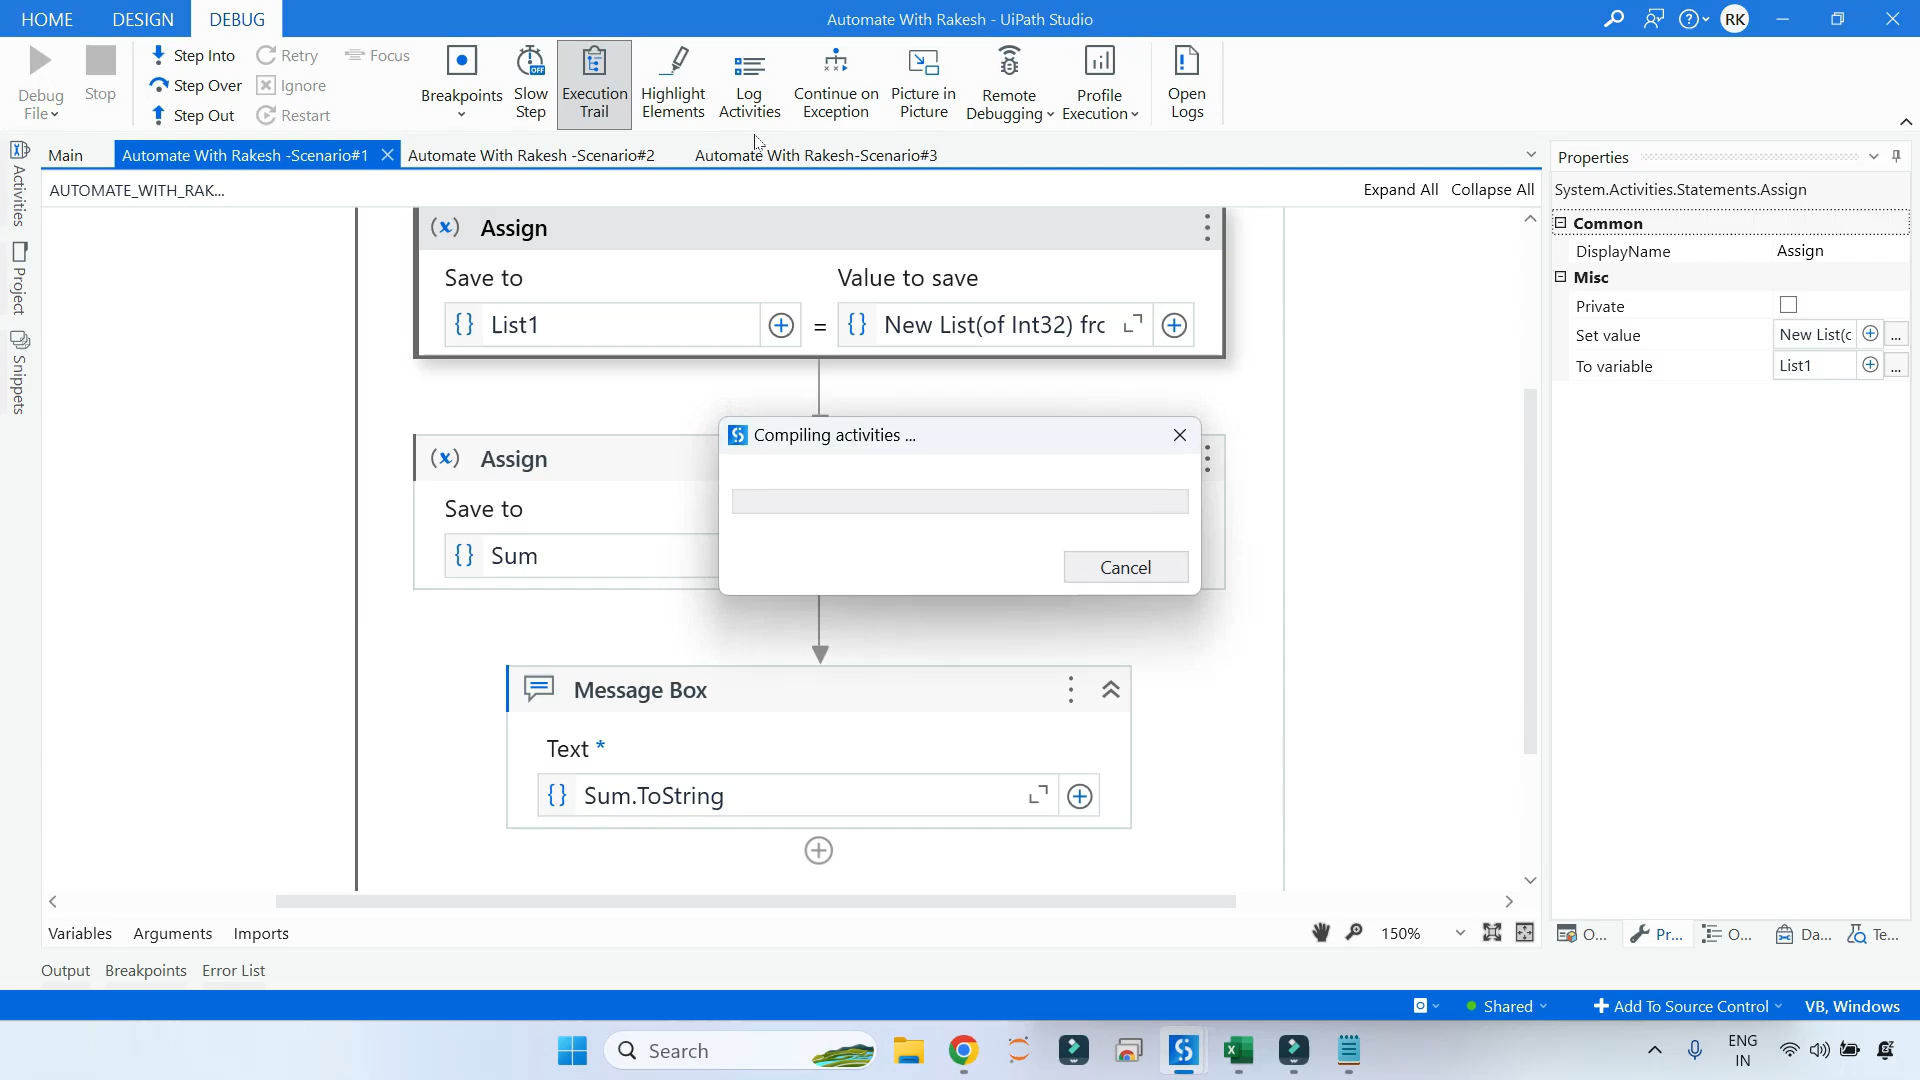 HOME DESIGN DEBUG
Automate With Rakesh - UiPath Studio
RK
Debug File
Stop
Step Into
Step Over
Step Out
Retry
Ignore
Restart
Focus
Breakpoints
Slow Step
OFF
Execution Trail
Highlight Elements
Log Activities
Continue on Exception
Picture in Picture
Remote Debugging
Profile Execution
Open Logs
Main
Automate With Rakesh -Scenario#1
Automate With Rakesh -Scenario#2
Automate With Rakesh-Scenario#3
AUTOMATE_WITH_RAK...
Expand All Collapse All
Activities
Project
Snippets
(x) Assign
Save to Value to save
{} List1 = {} New List(of Int32) frc
(x) Assign
Save to
{} Sum
Compiling activities ...
Cancel
Message Box
Text *
{} Sum.ToString
Variables Arguments Imports
150%
Output Breakpoints Error List
Properties
System.Activities.Statements.Assign
Common
DisplayName Assign
Misc
Private
Set value New List(c ...
To variable List1 ...
O... Pr... O... Da... Te...
Shared
Add To Source Control
VB, Windows
Search
ENG
IN